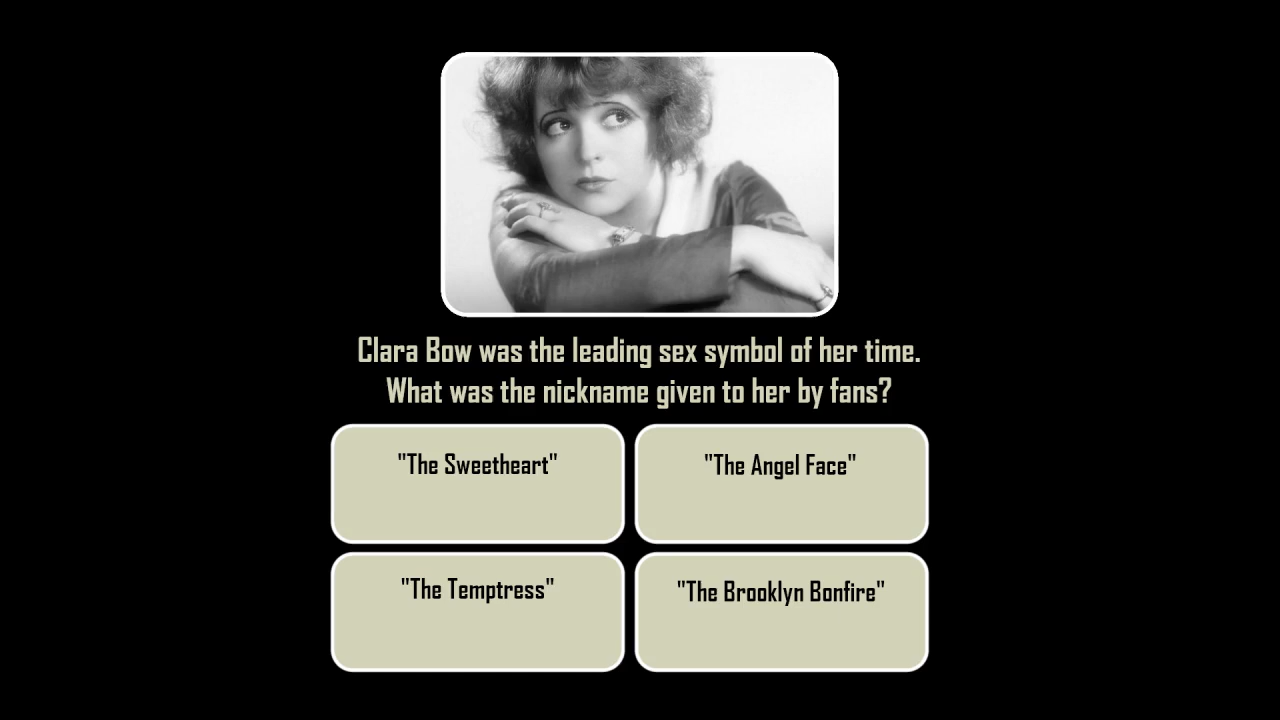 Clara Bow was the leading sex symbol of her time.
What was the nickname given to her by fans?
"The Sweetheart"
"The Angel Face"
"The Temptress"
"The Brooklyn Bonfire"